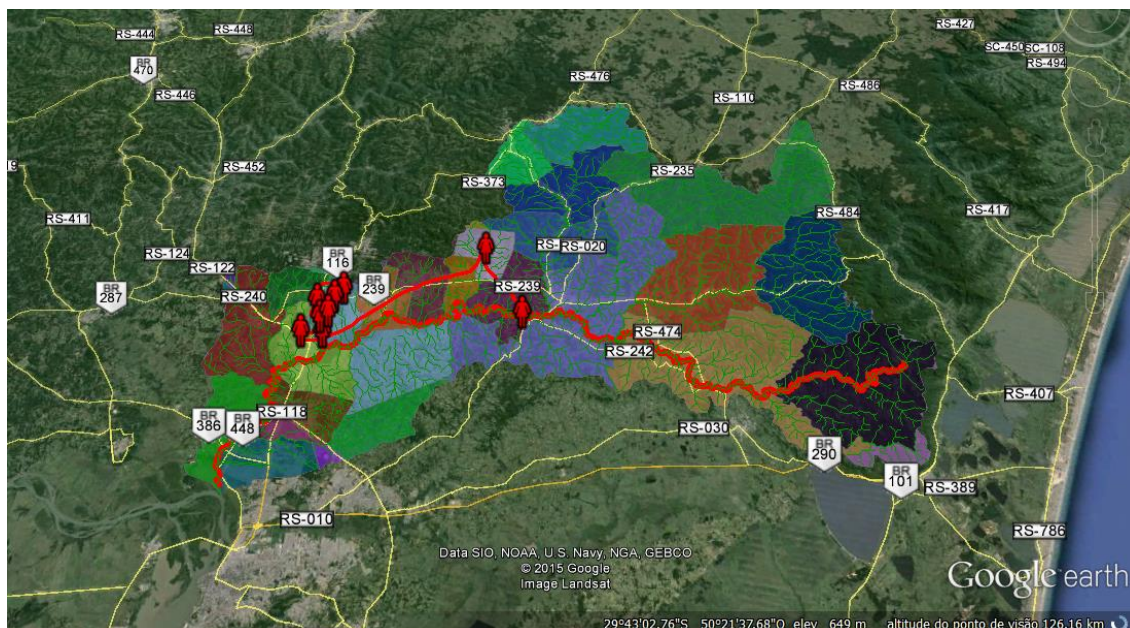 RS-427
RS-444
RS-448
SC-450
SC-108
RS-494
BR
470
RS-476
RS-486
RS-446
RS-110
RS-452
RS-235
RS-373
RS-411
RS-484
RS-417
RS-124
RS-020
BR
116
RS-122
BR
239
RS-239
BR
287
RS-240
RS-474
RS-242
RS-407
RS-118
BR
386
BR
448
RS-030
BR
290
BR
101
RS-389
RS-010
RS-786
Data SIO, NOAA, U.S. Navy, NGA, GEBCO
© 2015 Google
Image Landsat
Google earth
29°43'02.76"S 50°21'37.68"O elev 649 m altitude do ponto de visão 126.16 km